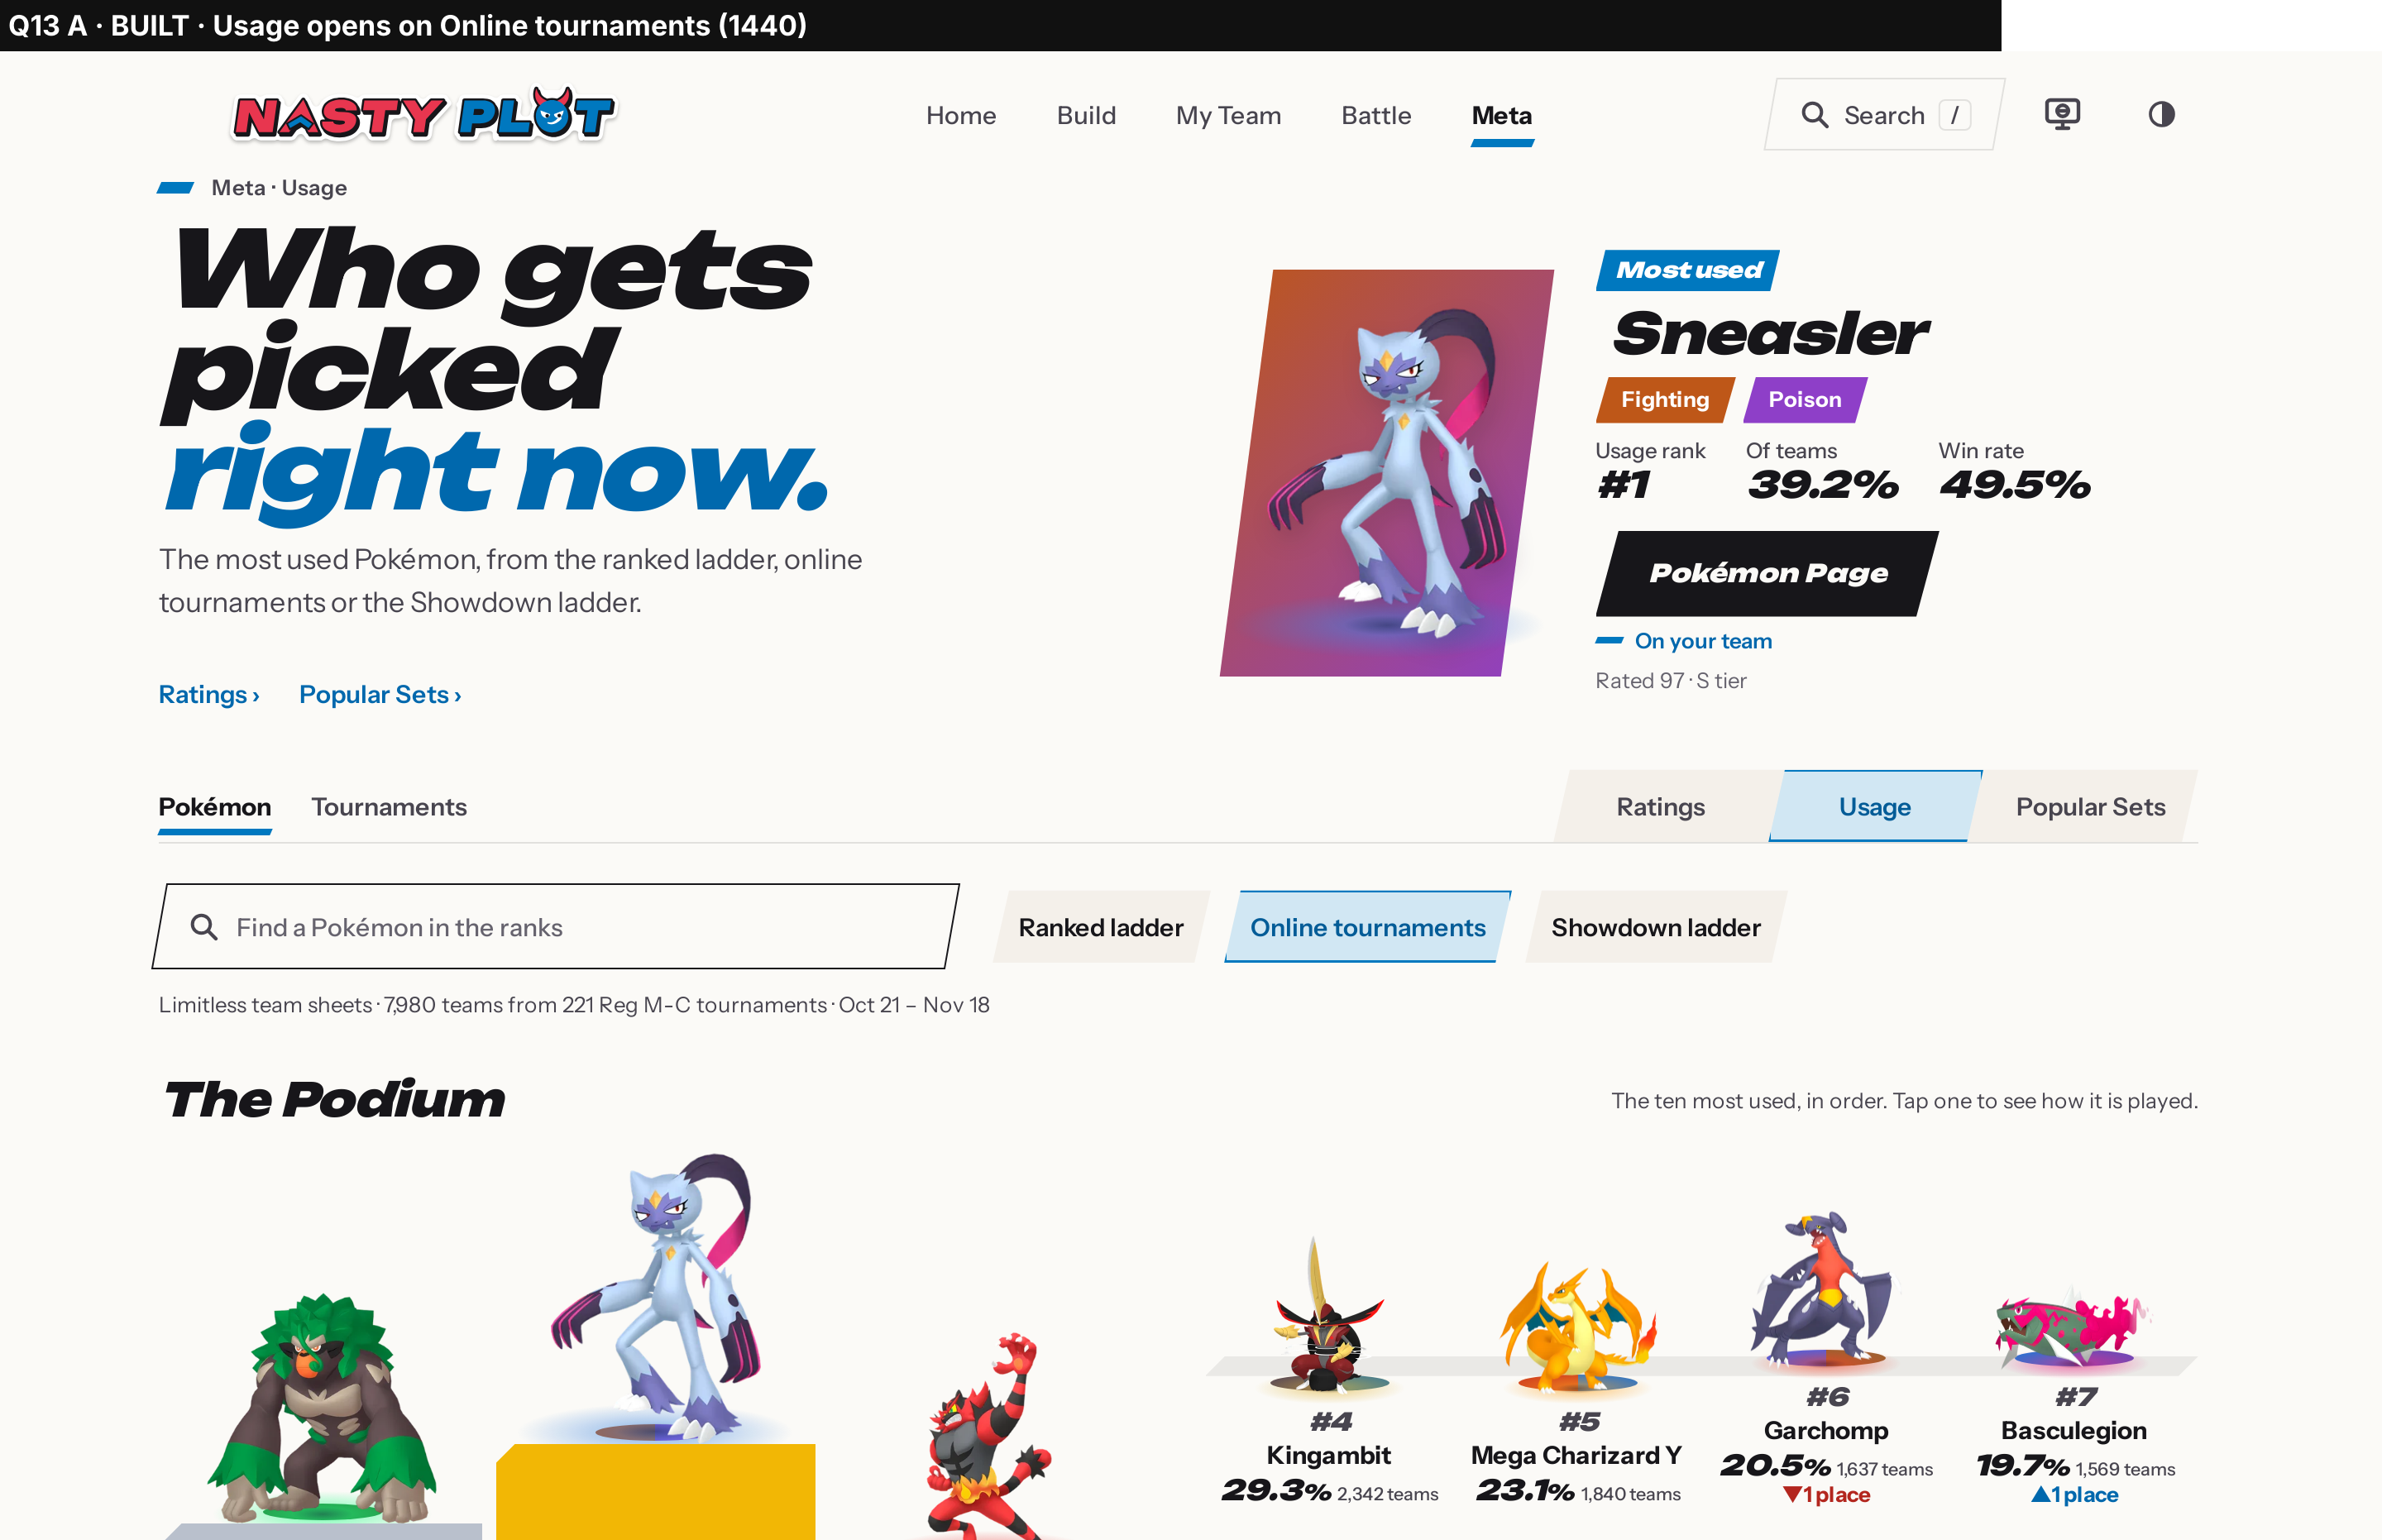 Q13 A · BUILT · Usage opens on Online tournaments (1440)
NASTY PLOT
Home
Build
My Team
Battle
Meta
Search /
Meta · Usage
Who gets
picked
right now.
The most used Pokémon, from the ranked ladder, online
tournaments or the Showdown ladder.
Ratings ›
Popular Sets ›
Most used
Sneasler
Fighting
Poison
Usage rank
Of teams
Win rate
#1
39.2%
49.5%
Pokémon Page
On your team
Rated 97 · S tier
Pokémon
Tournaments
Ratings
Usage
Popular Sets
Find a Pokémon in the ranks
Ranked ladder
Online tournaments
Showdown ladder
Limitless team sheets · 7,980 teams from 221 Reg M-C tournaments · Oct 21 – Nov 18
The Podium
The ten most used, in order. Tap one to see how it is played.
#4
Kingambit
29.3% 2,342 teams
#5
Mega Charizard Y
23.1% 1,840 teams
#6
Garchomp
20.5% 1,637 teams
▼1 place
#7
Basculegion
19.7% 1,569 teams
▲1 place